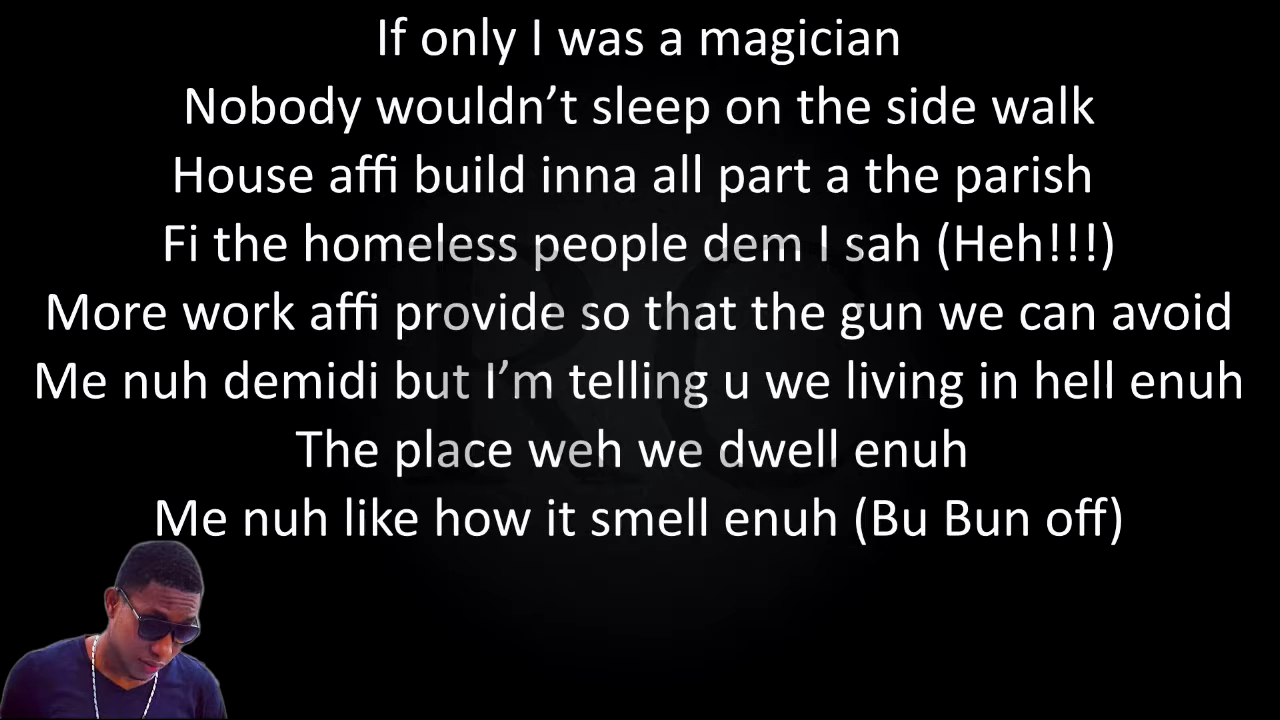 If only I was a magician
Nobody wouldn’t sleep on the side walk
House affi build inna all part a the parish
Fi the homeless people dem I sah (Heh!!!)
More work affi provide so that the gun we can avoid
Me nuh demidi but I’m telling u we living in hell enuh
The place weh we dwell enuh
Me nuh like how it smell enuh (Bu Bun off)